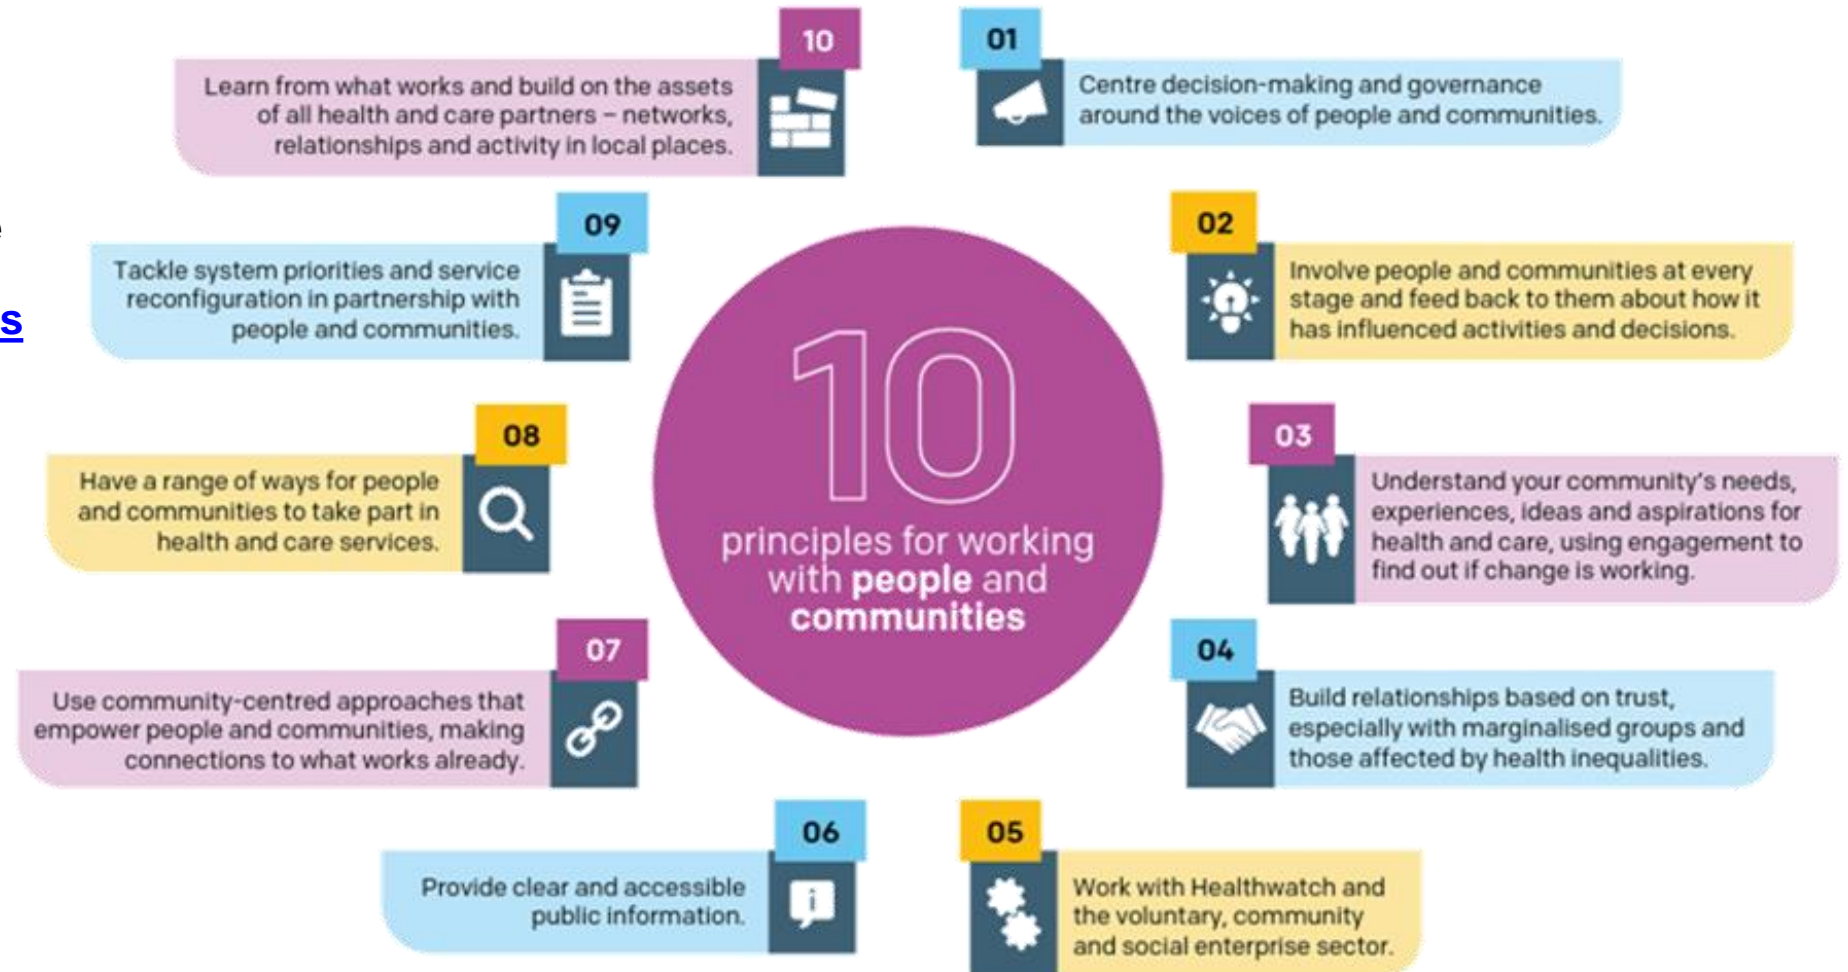 10
principles for working
with people and
communities
01
Centre decision-making and governance
around the voices of people and communities.
02
Involve people and communities at every
stage and feed back to them about how it
has influenced activities and decisions.
03
Understand your community's needs,
experiences, ideas and aspirations for
health and care, using engagement to
find out if change is working.
04
Build relationships based on trust,
especially with marginalised groups and
those affected by health inequalities.
05
Work with Healthwatch and
the voluntary, community
and social enterprise sector.
06
Provide clear and accessible
public information.
i
07
Use community-centred approaches that
empower people and communities, making
connections to what works already.
08
Have a range of ways for people
and communities to take part in
health and care services.
09
Tackle system priorities and service
reconfiguration in partnership with
people and communities.
10
Learn from what works and build on the assets
of all health and care partners – networks,
relationships and activity in local places.
s